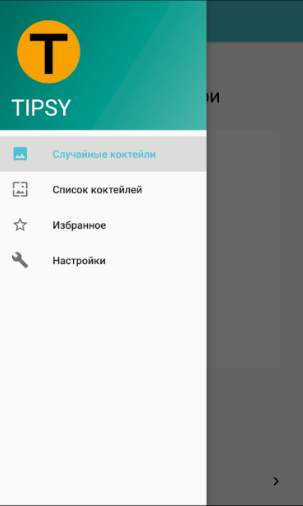 T
TIPSY
Случайные коктейли
Список коктейлей
Избранное
Настройки